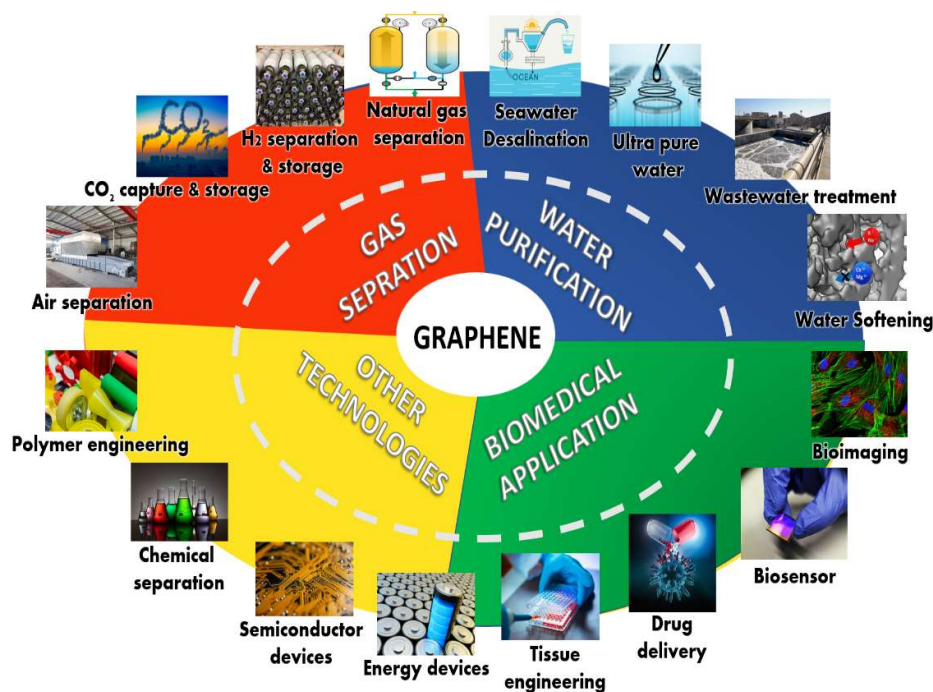 Natural gas
separation
Seawater
Desalination
OCEAN
H2 separation
& storage
Ultra pure
water
CO2
CO2 capture & storage
Wastewater treatment
GAS
SEPRATION
WATER
PURIFICATION
Air separation
Water Softening
GRAPHENE
OTHER
TECHNOLOGIES
BIOMEDICAL
APPLICATION
Polymer engineering
Bioimaging
Chemical
separation
Biosensor
Semiconductor
devices
Energy devices
Tissue
engineering
Drug
delivery